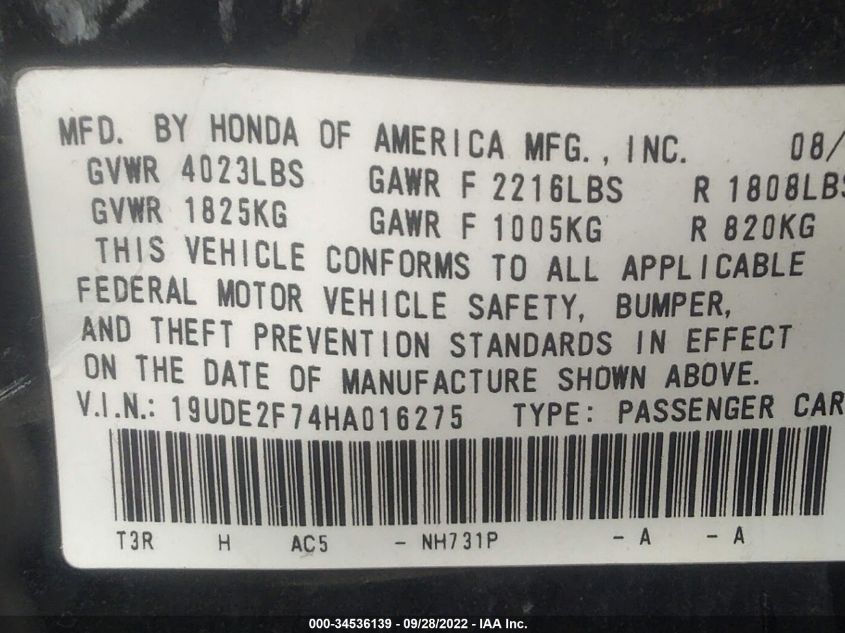 MFD. BY HONDA OF AMERICA MFG., INC. 08/
GVWR 4023LBS GAWR F 2216LBS R 1808LBS
GVWR 1825KG GAWR F 1005KG R 820KG
THIS VEHICLE CONFORMS TO ALL APPLICABLE
FEDERAL MOTOR VEHICLE SAFETY, BUMPER,
AND THEFT PREVENTION STANDARDS IN EFFECT
ON THE DATE OF MANUFACTURE SHOWN ABOVE.
V.I.N.: 19UDE2F74HA016275 TYPE: PASSENGER CAR
T3R H AC5 - NH731P - A - A
000-34536139 - 09/28/2022 - IAA Inc.